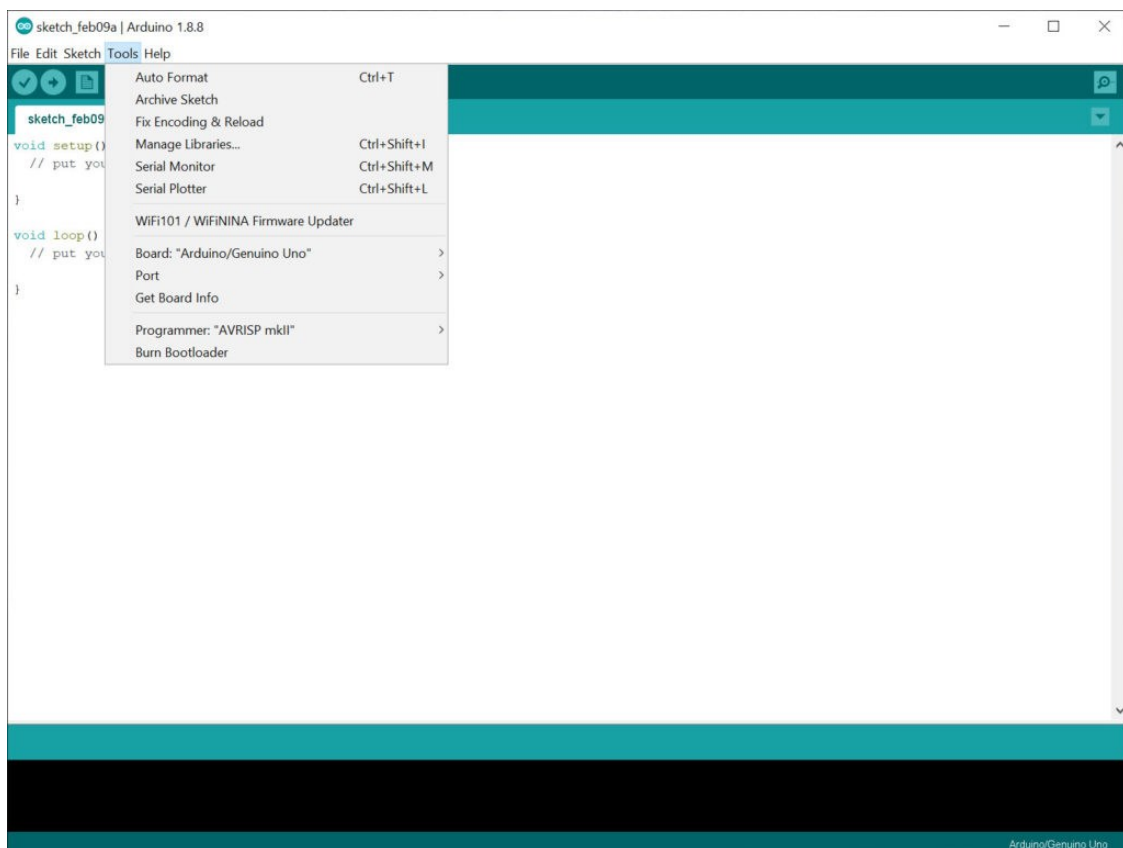 sketch_feb09a | Arduino 1.8.8
File Edit Sketch Tools Help
sketch_feb09
void setup()
// put you
}
void loop()
// put you
}
Auto Format Ctrl+T
Archive Sketch
Fix Encoding & Reload
Manage Libraries... Ctrl+Shift+I
Serial Monitor Ctrl+Shift+M
Serial Plotter Ctrl+Shift+L
WiFi101 / WiFiNINA Firmware Updater
Board: "Arduino/Genuino Uno"
Port
Get Board Info
Programmer: "AVRISP mkII"
Burn Bootloader
Arduino/Genuino Uno